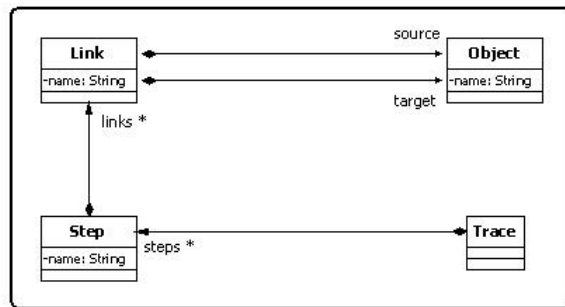 source
Link
Object
-name: String
-name: String
target
links *
Step
Trace
steps *
-name: String